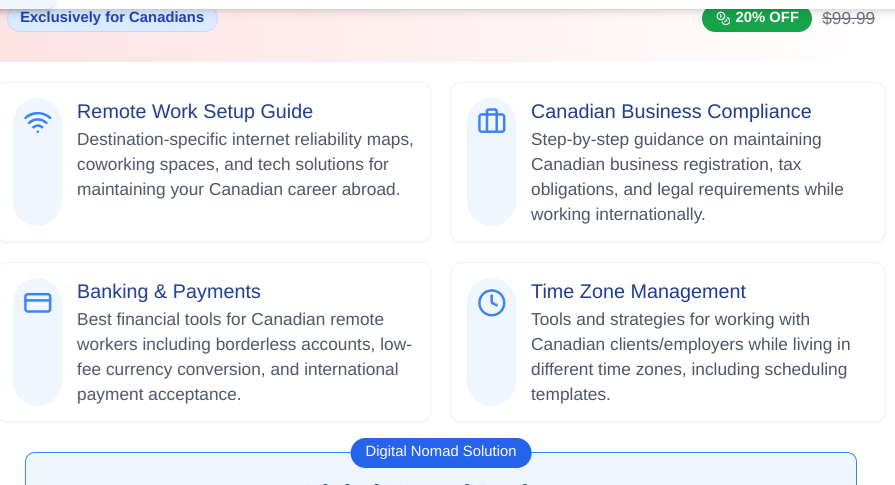 Exclusively for Canadians
20% OFF $99.99
Remote Work Setup Guide
Destination-specific internet reliability maps,
coworking spaces, and tech solutions for
maintaining your Canadian career abroad.
Canadian Business Compliance
Step-by-step guidance on maintaining
Canadian business registration, tax
obligations, and legal requirements while
working internationally.
Banking & Payments
Best financial tools for Canadian remote
workers including borderless accounts, low-
fee currency conversion, and international
payment acceptance.
Time Zone Management
Tools and strategies for working with
Canadian clients/employers while living in
different time zones, including scheduling
templates.
Digital Nomad Solution